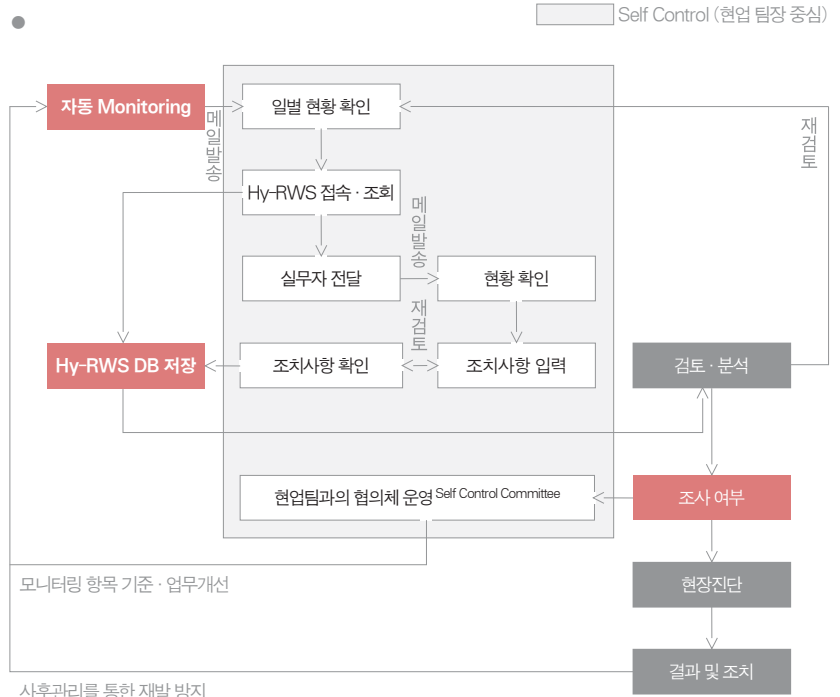 Self Control (현업 팀장 중심)
자동 Monitoring
메일발송
일별 현황 확인
재검토
Hy-RWS 접속 · 조회
메일발송
실무자 전달
현황 확인
재검토
Hy-RWS DB 저장
조치사항 확인
조치사항 입력
검토 · 분석
현업팀과의 협의체 운영 Self Control Committee
조사 여부
모니터링 항목 기준 · 업무개선
현장진단
결과 및 조치
사후관리를 통한 재발 방지